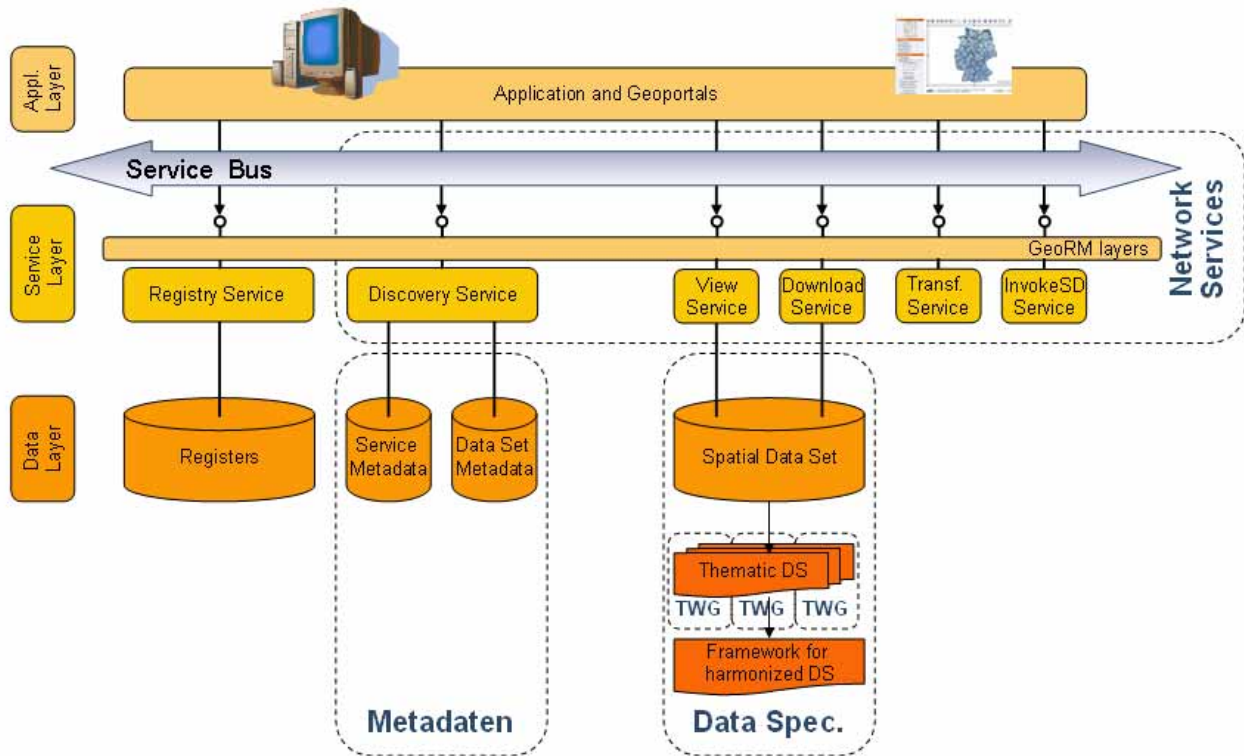 Appl.
Layer
Application and Geoportals
Service Bus
Network
Services
Service
Layer
GeoRM layers
Registry Service
Discovery Service
View
Service
Download
Service
Transf.
Service
InvokeSD
Service
Data
Layer
Registers
Service
Metadata
Data Set
Metadata
Spatial Data Set
Thematic DS
TWG
TWG
TWG
Framework for
harmonized DS
Metadaten
Data Spec.